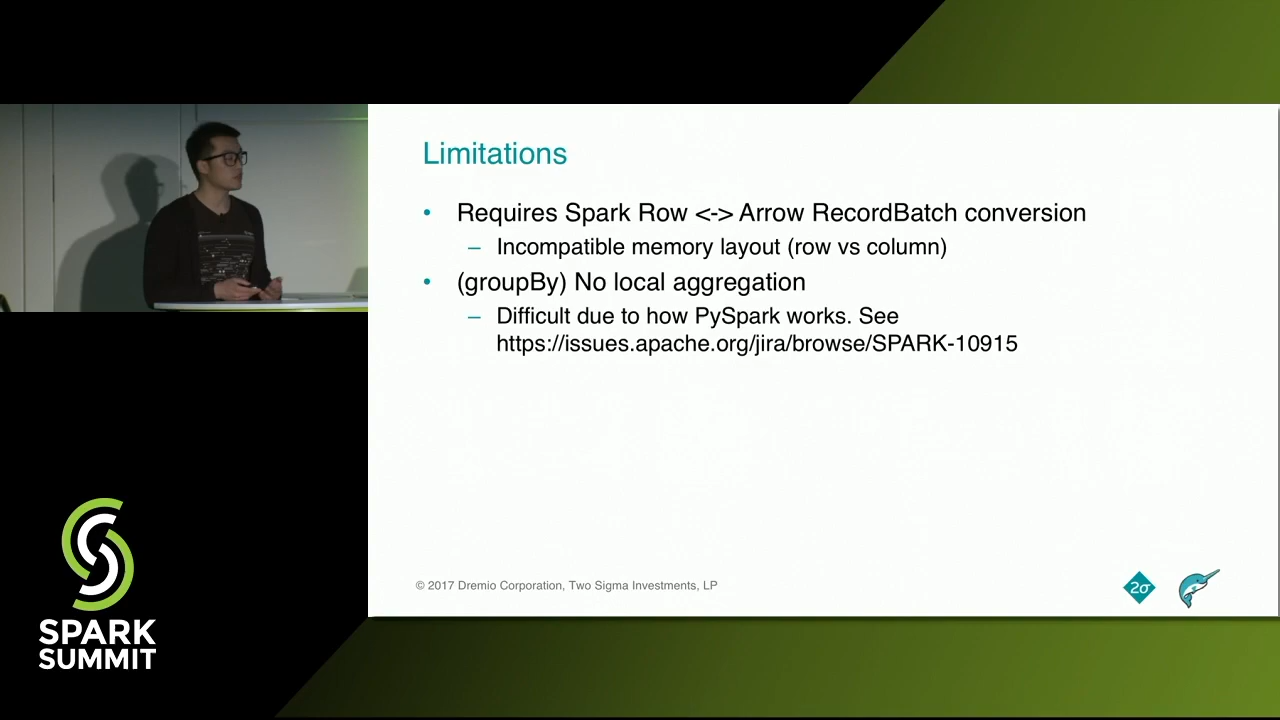 Limitations
• Requires Spark Row <-> Arrow RecordBatch conversion
– Incompatible memory layout (row vs column)
• (groupBy) No local aggregation
– Difficult due to how PySpark works. See
https://issues.apache.org/jira/browse/SPARK-10915
© 2017 Dremio Corporation, Two Sigma Investments, LP
2σ
SPARK
SUMMIT